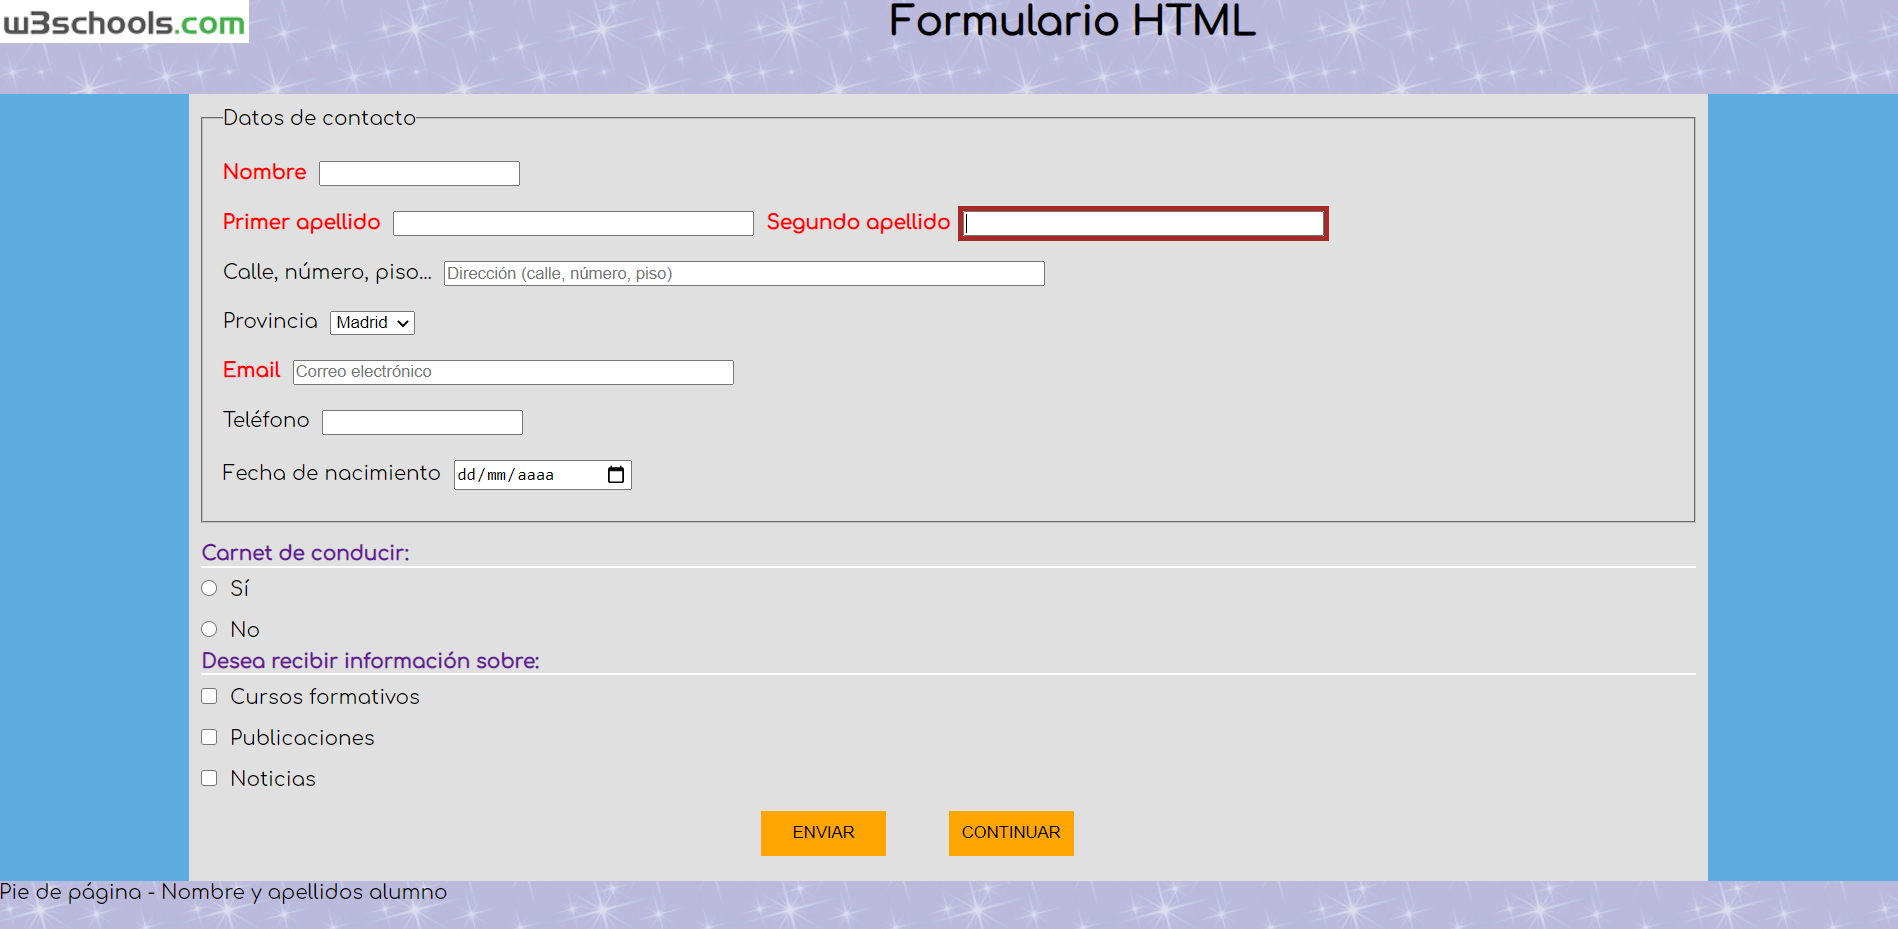 w3schools.com
Formulario HTML
Datos de contacto
Nombre
Primer apellido Segundo apellido
Calle, número, piso... Dirección (calle, número, piso)
Provincia Madrid
Email Correo electrónico
Teléfono
Fecha de nacimiento dd/mm/aaaa
Carnet de conducir:
Sí
No
Desea recibir información sobre:
Cursos formativos
Publicaciones
Noticias
ENVIAR CONTINUAR
Pie de página - Nombre y apellidos alumno